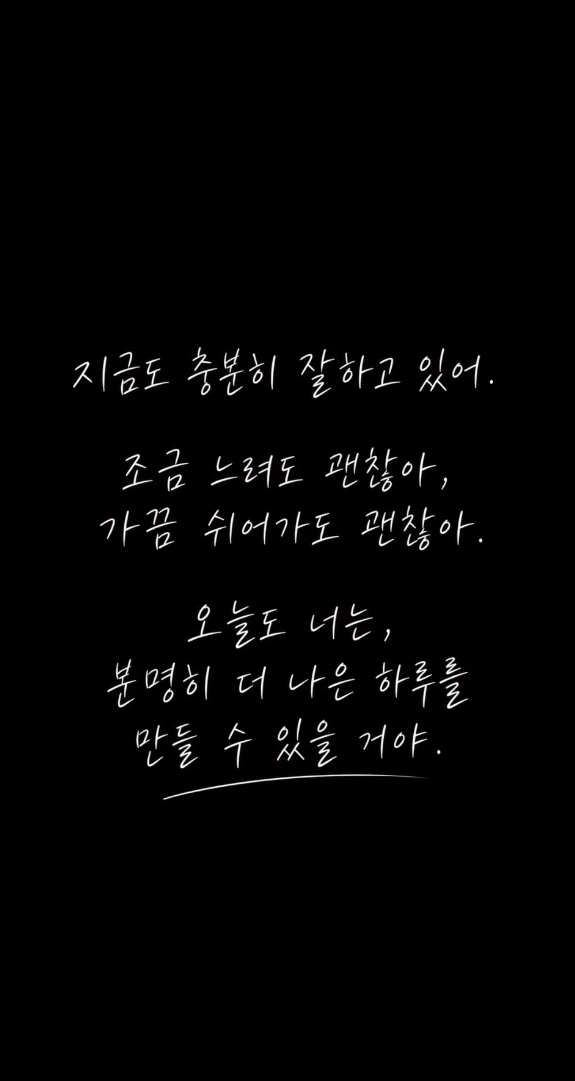 지금도 충분히 잘하고 있어.
조금 느려도 괜찮아,
가끔 쉬어가도 괜찮아.
오늘도 너는,
분명히 더 나은 하루를
만들 수 있을 거야.